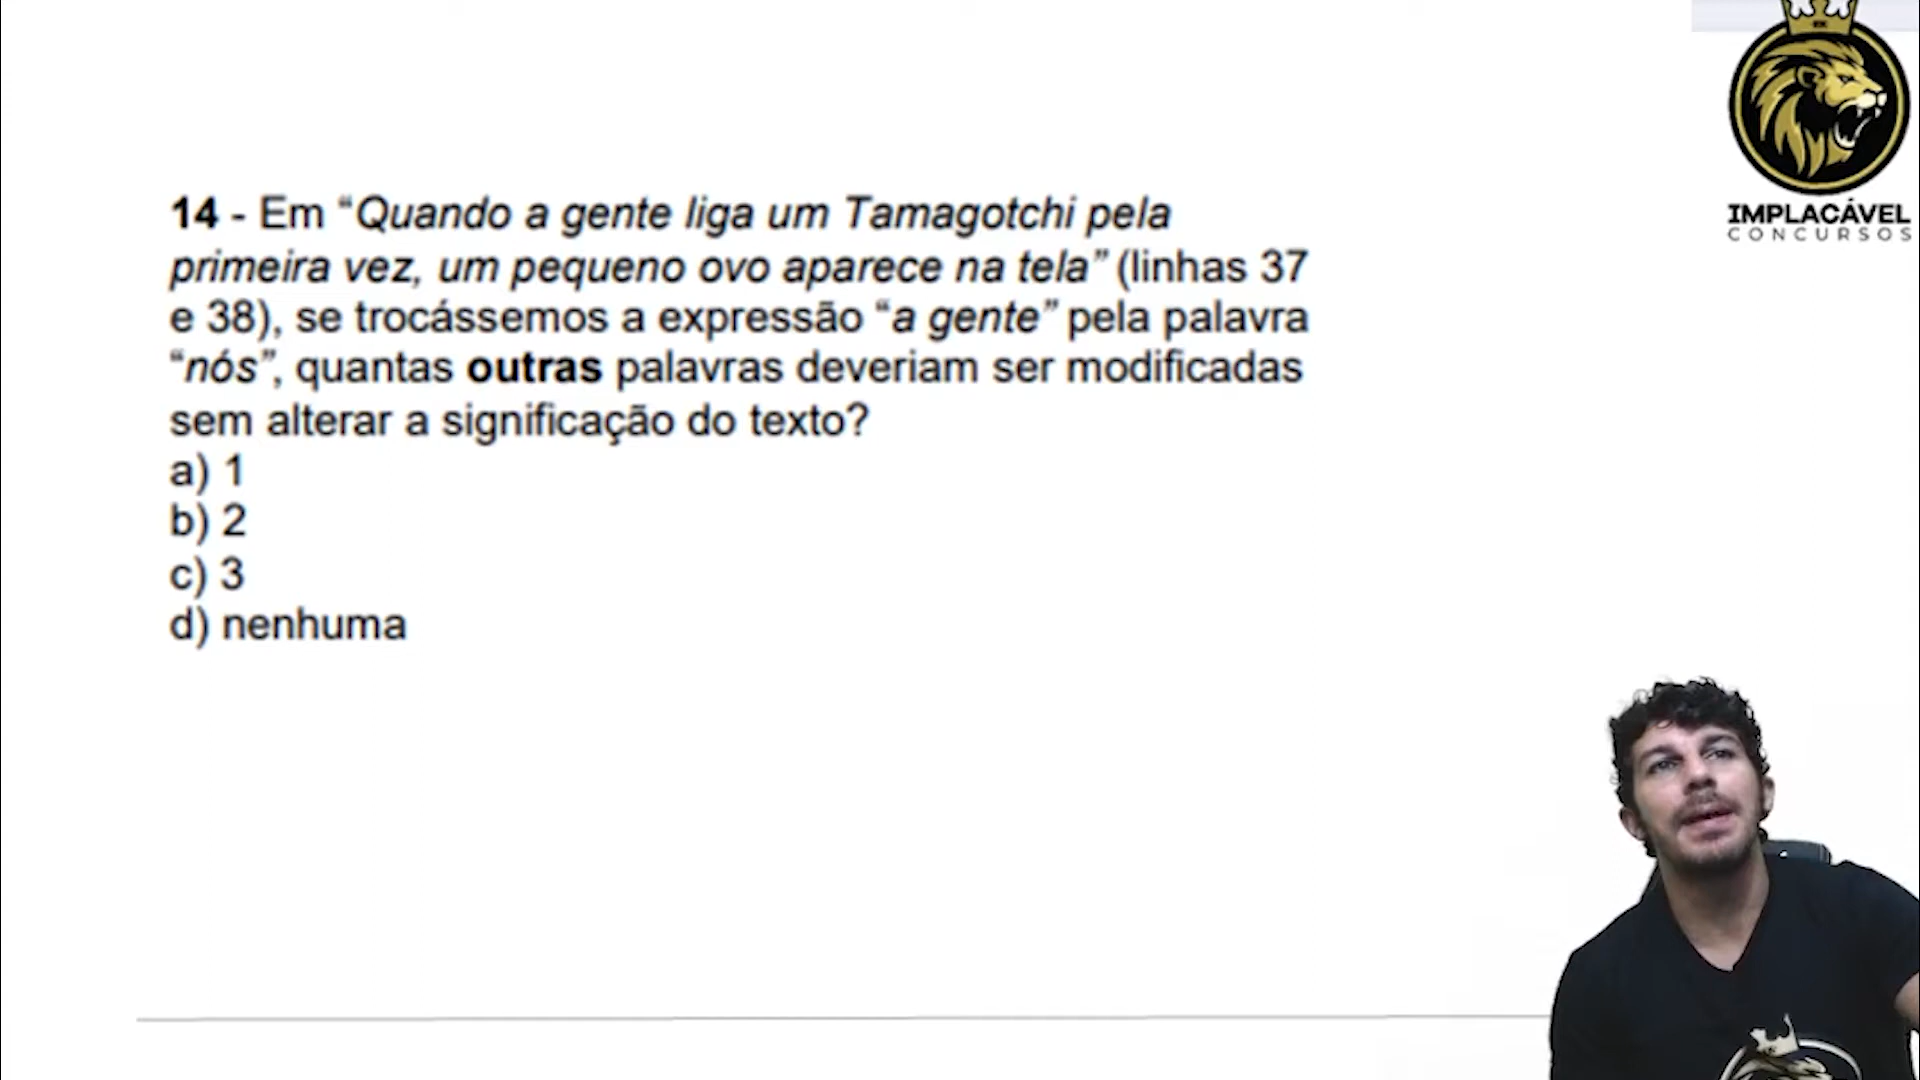 IMPLACÁVEL
CONCURSOS
14 - Em “Quando a gente liga um Tamagotchi pela
primeira vez, um pequeno ovo aparece na tela” (linhas 37
e 38), se trocássemos a expressão “a gente” pela palavra
“nós”, quantas outras palavras deveriam ser modificadas
sem alterar a significação do texto?
a) 1
b) 2
c) 3
d) nenhuma